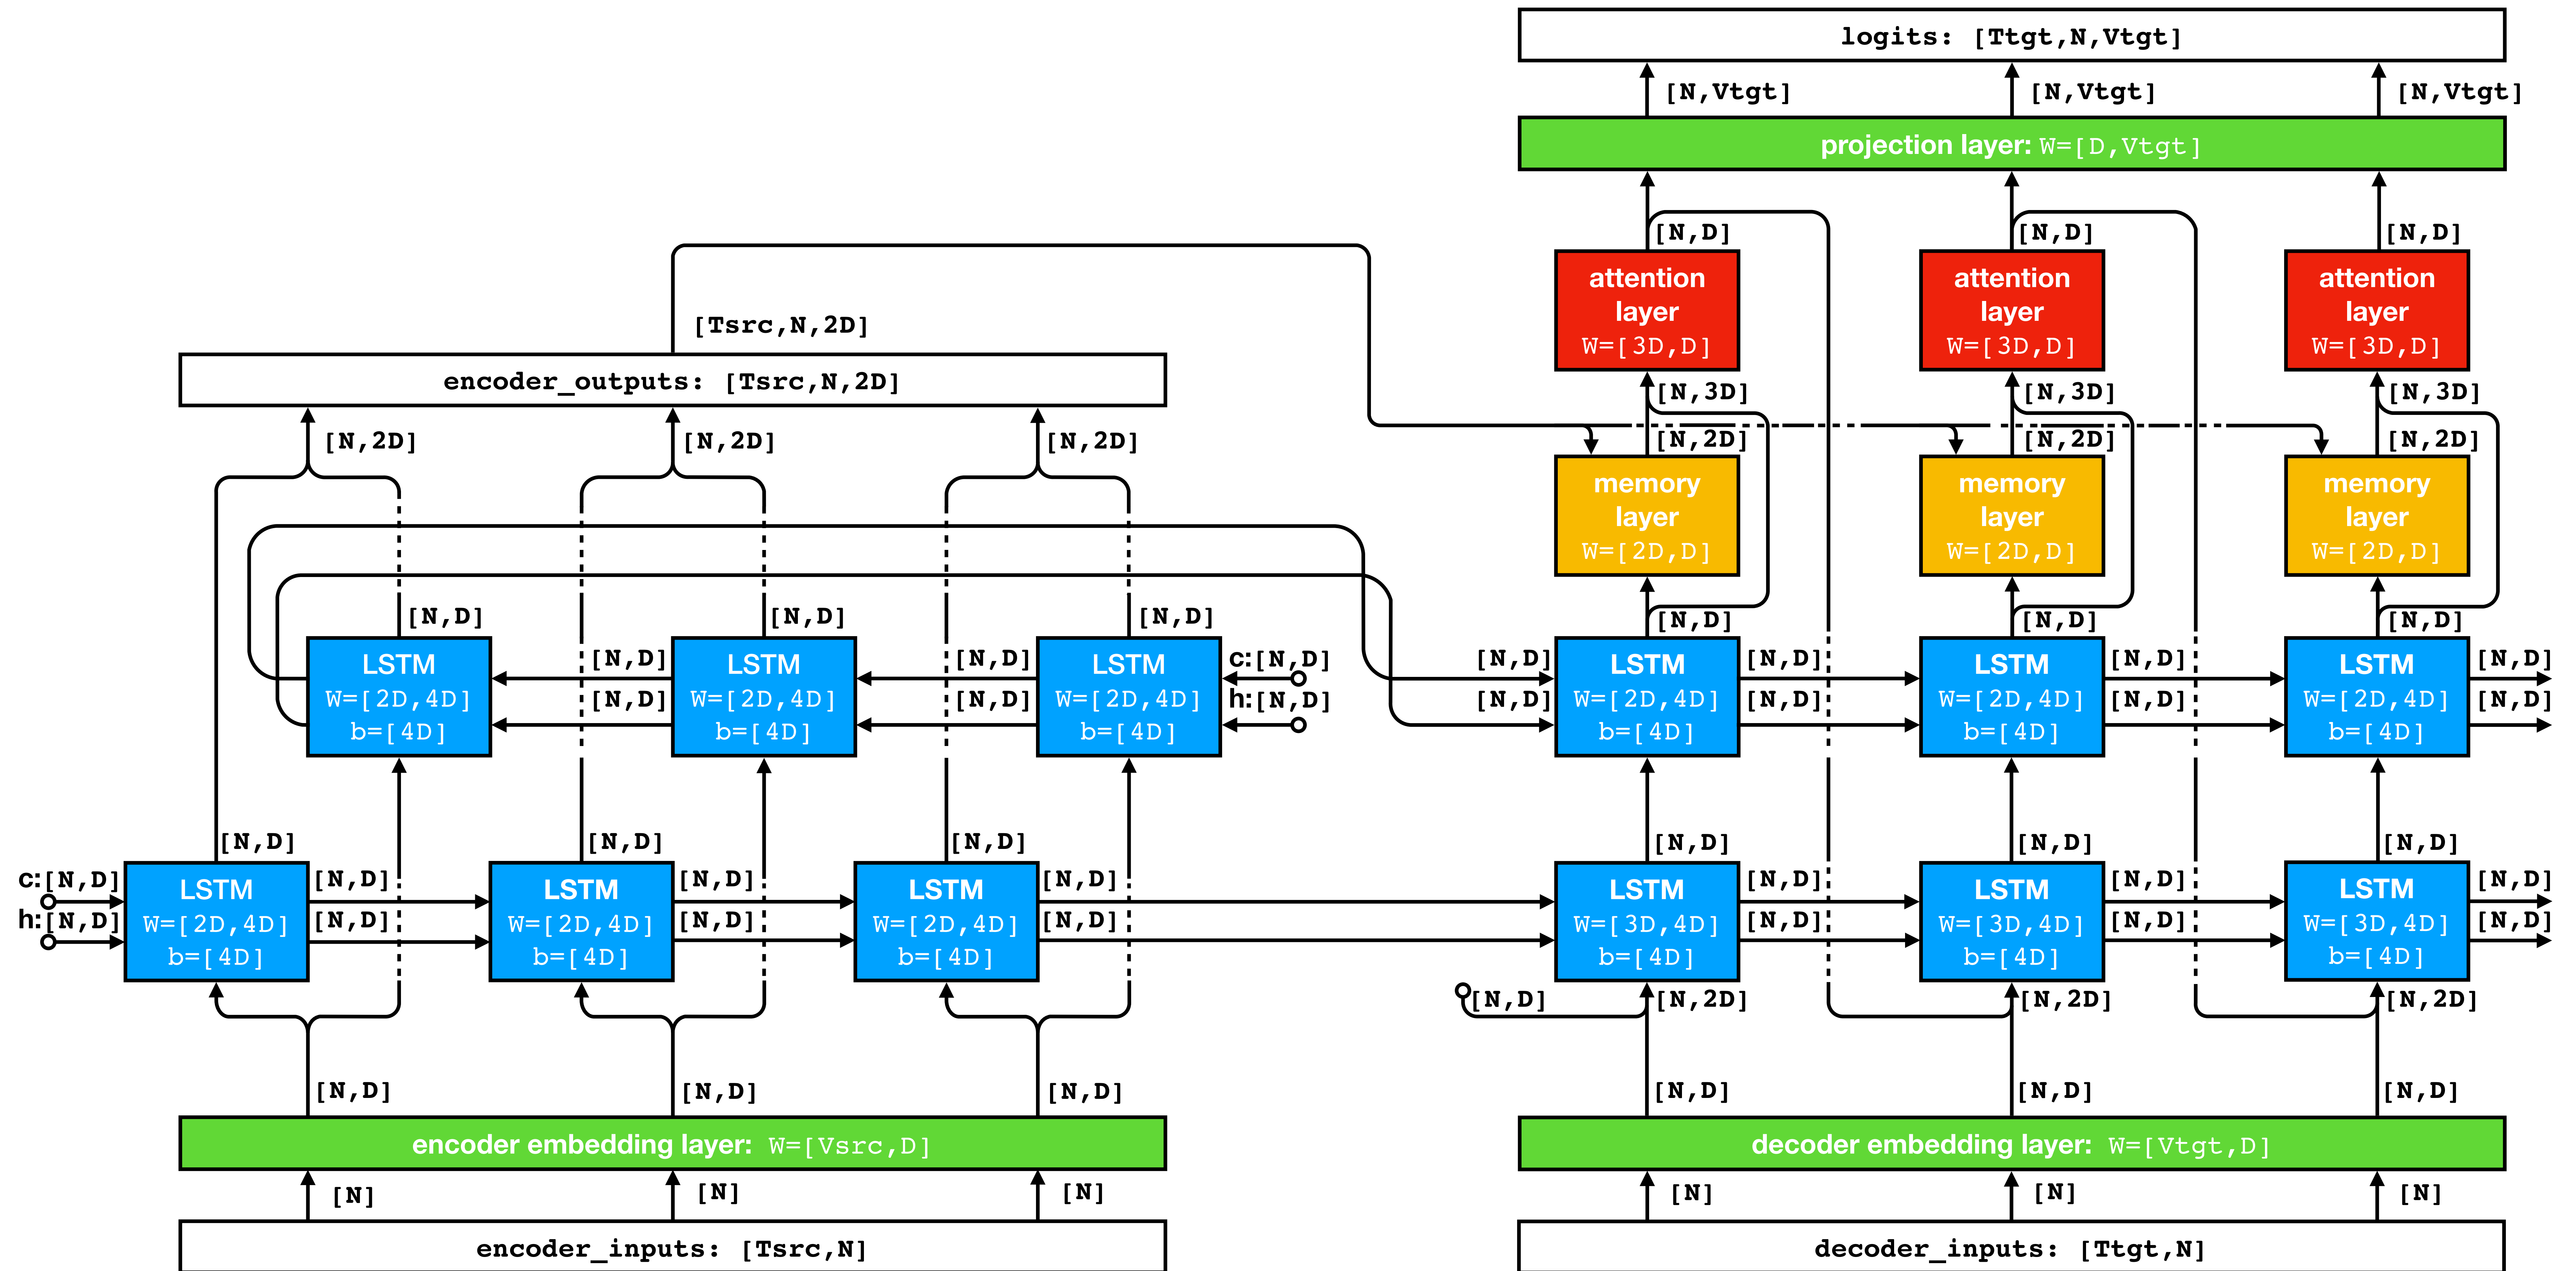 logits: [Ttgt,N,Vtgt]
[N,Vtgt] [N,Vtgt] [N,Vtgt]
projection layer: W=[D,Vtgt]
[N,D] [N,D] [N,D]
attention layer W=[3D,D]
attention layer W=[3D,D]
attention layer W=[3D,D]
[Tsrc,N,2D]
encoder_outputs: [Tsrc,N,2D]
[N,3D] [N,3D] [N,3D]
[N,2D] [N,2D] [N,2D]
[N,2D] [N,2D] [N,2D]
memory layer W=[2D,D]
memory layer W=[2D,D]
memory layer W=[2D,D]
[N,D] [N,D] [N,D]
[N,D] [N,D] [N,D]
LSTM W=[2D,4D] b=[4D]
[N,D]
[N,D]
LSTM W=[2D,4D] b=[4D]
[N,D]
[N,D]
LSTM W=[2D,4D] b=[4D]
c:[N,D]
h:[N,D]
[N,D]
[N,D]
LSTM W=[2D,4D] b=[4D]
[N,D]
[N,D]
LSTM W=[2D,4D] b=[4D]
[N,D]
[N,D]
LSTM W=[2D,4D] b=[4D]
[N,D]
[N,D]
[N,D] [N,D] [N,D]
[N,D] [N,D] [N,D]
c:[N,D]
h:[N,D]
LSTM W=[2D,4D] b=[4D]
[N,D]
[N,D]
LSTM W=[2D,4D] b=[4D]
[N,D]
[N,D]
LSTM W=[2D,4D] b=[4D]
[N,D]
[N,D]
LSTM W=[3D,4D] b=[4D]
[N,D]
[N,D]
LSTM W=[3D,4D] b=[4D]
[N,D]
[N,D]
LSTM W=[3D,4D] b=[4D]
[N,D]
[N,D]
[N,D] [N,2D] [N,2D] [N,2D]
[N,D] [N,D] [N,D]
[N,D] [N,D] [N,D]
encoder embedding layer: W=[Vsrc,D]
decoder embedding layer: W=[Vtgt,D]
[N] [N] [N]
[N] [N] [N]
encoder_inputs: [Tsrc,N]
decoder_inputs: [Ttgt,N]